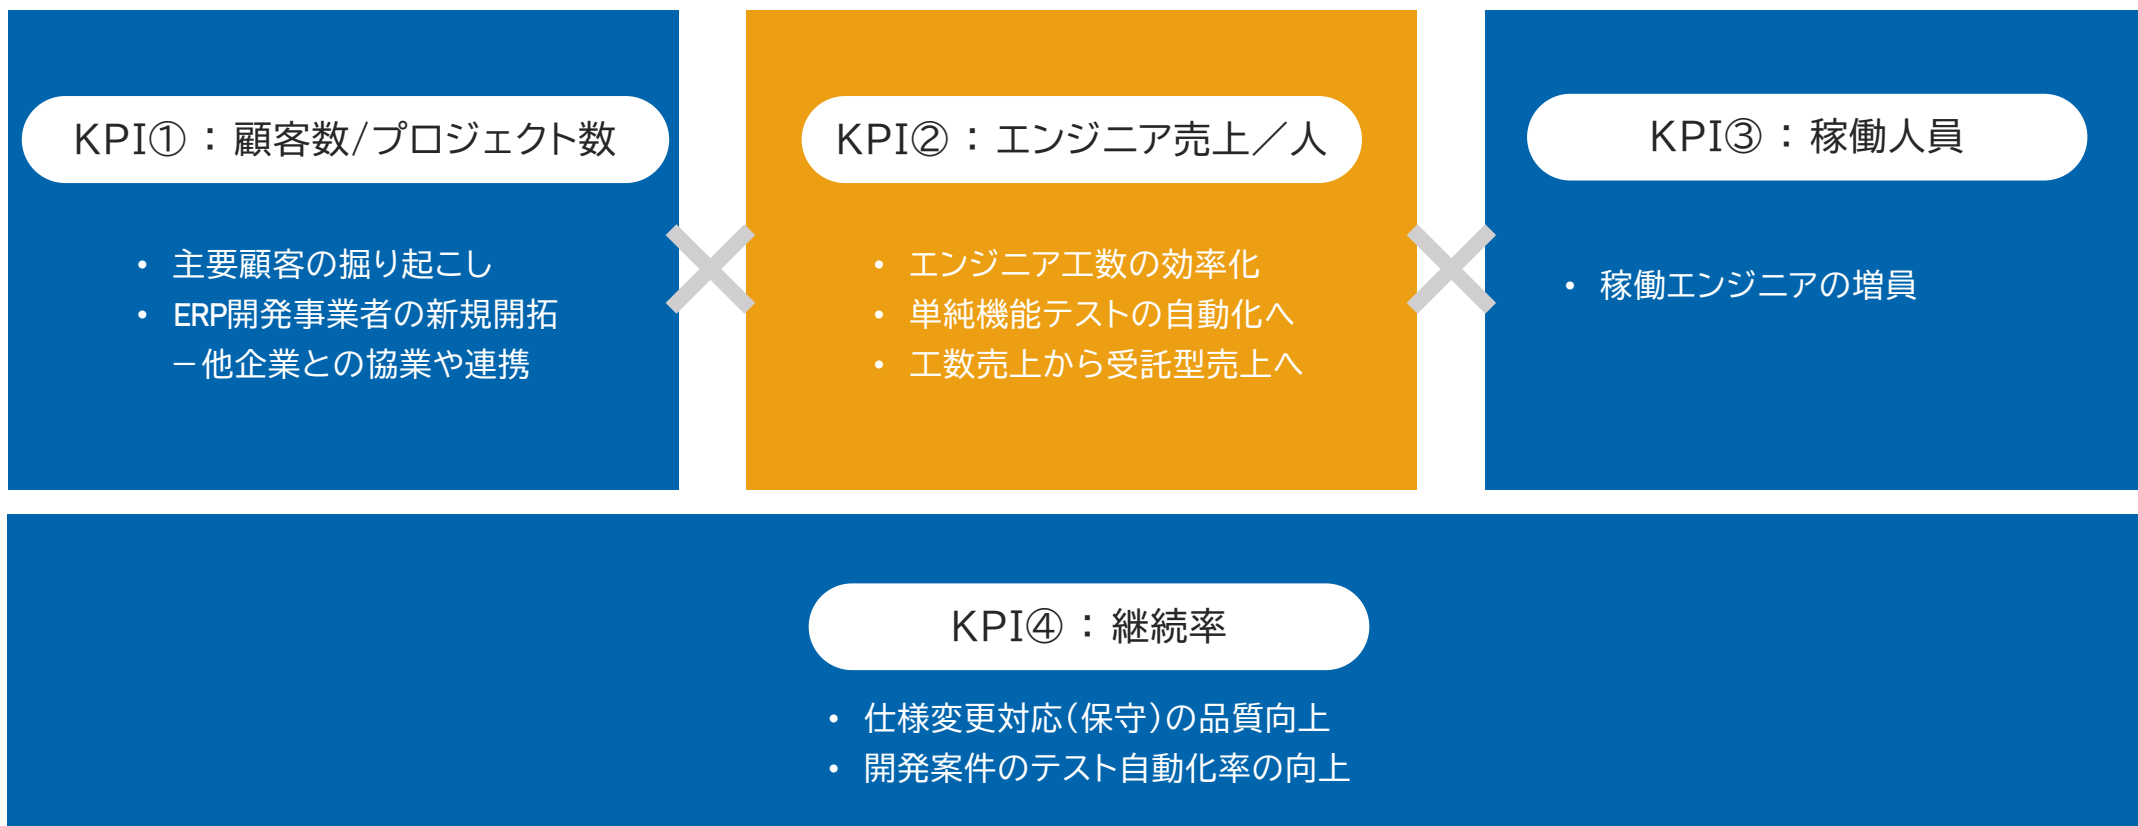 KPI①：顧客数/プロジェクト数
• 主要顧客の掘り起こし
• ERP開発事業者の新規開拓
－他企業との協業や連携
KPI②：エンジニア売上／人
• エンジニア工数の効率化
• 単純機能テストの自動化へ
• 工数売上から受託型売上へ
KPI③：稼働人員
• 稼働エンジニアの増員
KPI④：継続率
• 仕様変更対応（保守）の品質向上
• 開発案件のテスト自動化率の向上